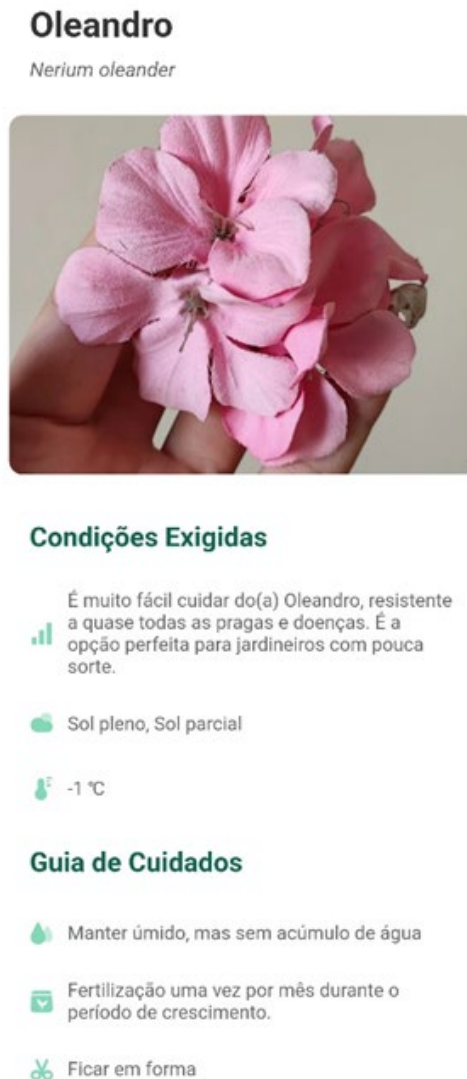 Oleandro
Nerium oleander
Condições Exigidas
É muito fácil cuidar do(a) Oleandro, resistente
a quase todas as pragas e doenças. É a
opção perfeita para jardineiros com pouca
sorte.
Sol pleno, Sol parcial
-1 °C
Guia de Cuidados
Manter úmido, mas sem acúmulo de água
Fertilização uma vez por mês durante o
período de crescimento.
Ficar em forma